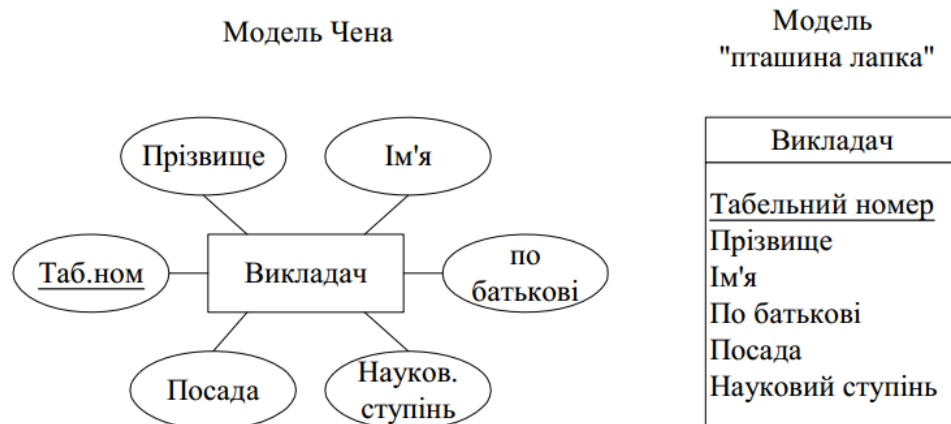 Модель Чена
Модель
"пташина лапка"
Прізвище
Ім'я
Таб.ном
Викладач
по
батькові
Посада
Науков.
ступінь
Викладач
Табельний номер
Прізвище
Ім'я
По батькові
Посада
Науковий ступінь